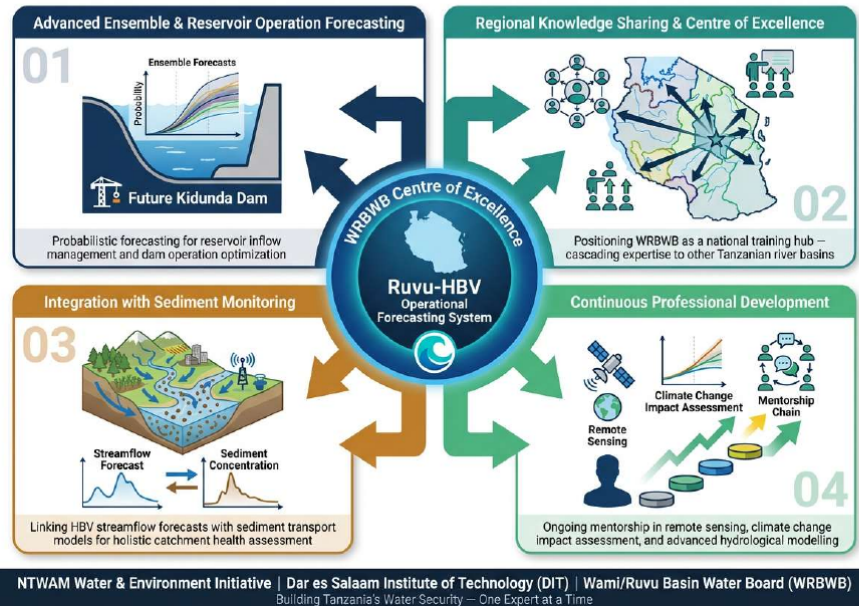 Advanced Ensemble & Reservoir Operation Forecasting
01
Ensemble Forecasts
Probability
Future Kidunda Dam
Probabilistic forecasting for reservoir inflow
management and dam operation optimization
Regional Knowledge Sharing & Centre of Excellence
02
Positioning WRBWB as a national training hub —
cascading expertise to other Tanzanian river basins
WRBWB Centre of Excellence
Ruvu-HBV
Operational
Forecasting System
Integration with Sediment Monitoring
03
Streamflow
Forecast
Sediment
Concentration
Linking HBV streamflow forecasts with sediment transport
models for holistic catchment health assessment
Continuous Professional Development
Remote
Sensing
Climate Change
Impact Assessment
Mentorship
Chain
04
Ongoing mentorship in remote sensing, climate change
impact assessment, and advanced hydrological modelling
NTWAM Water & Environment Initiative | Dar es Salaam Institute of Technology (DIT) | Wami/Ruvu Basin Water Board (WRBWB)
Building Tanzania's Water Security — One Expert at a Time